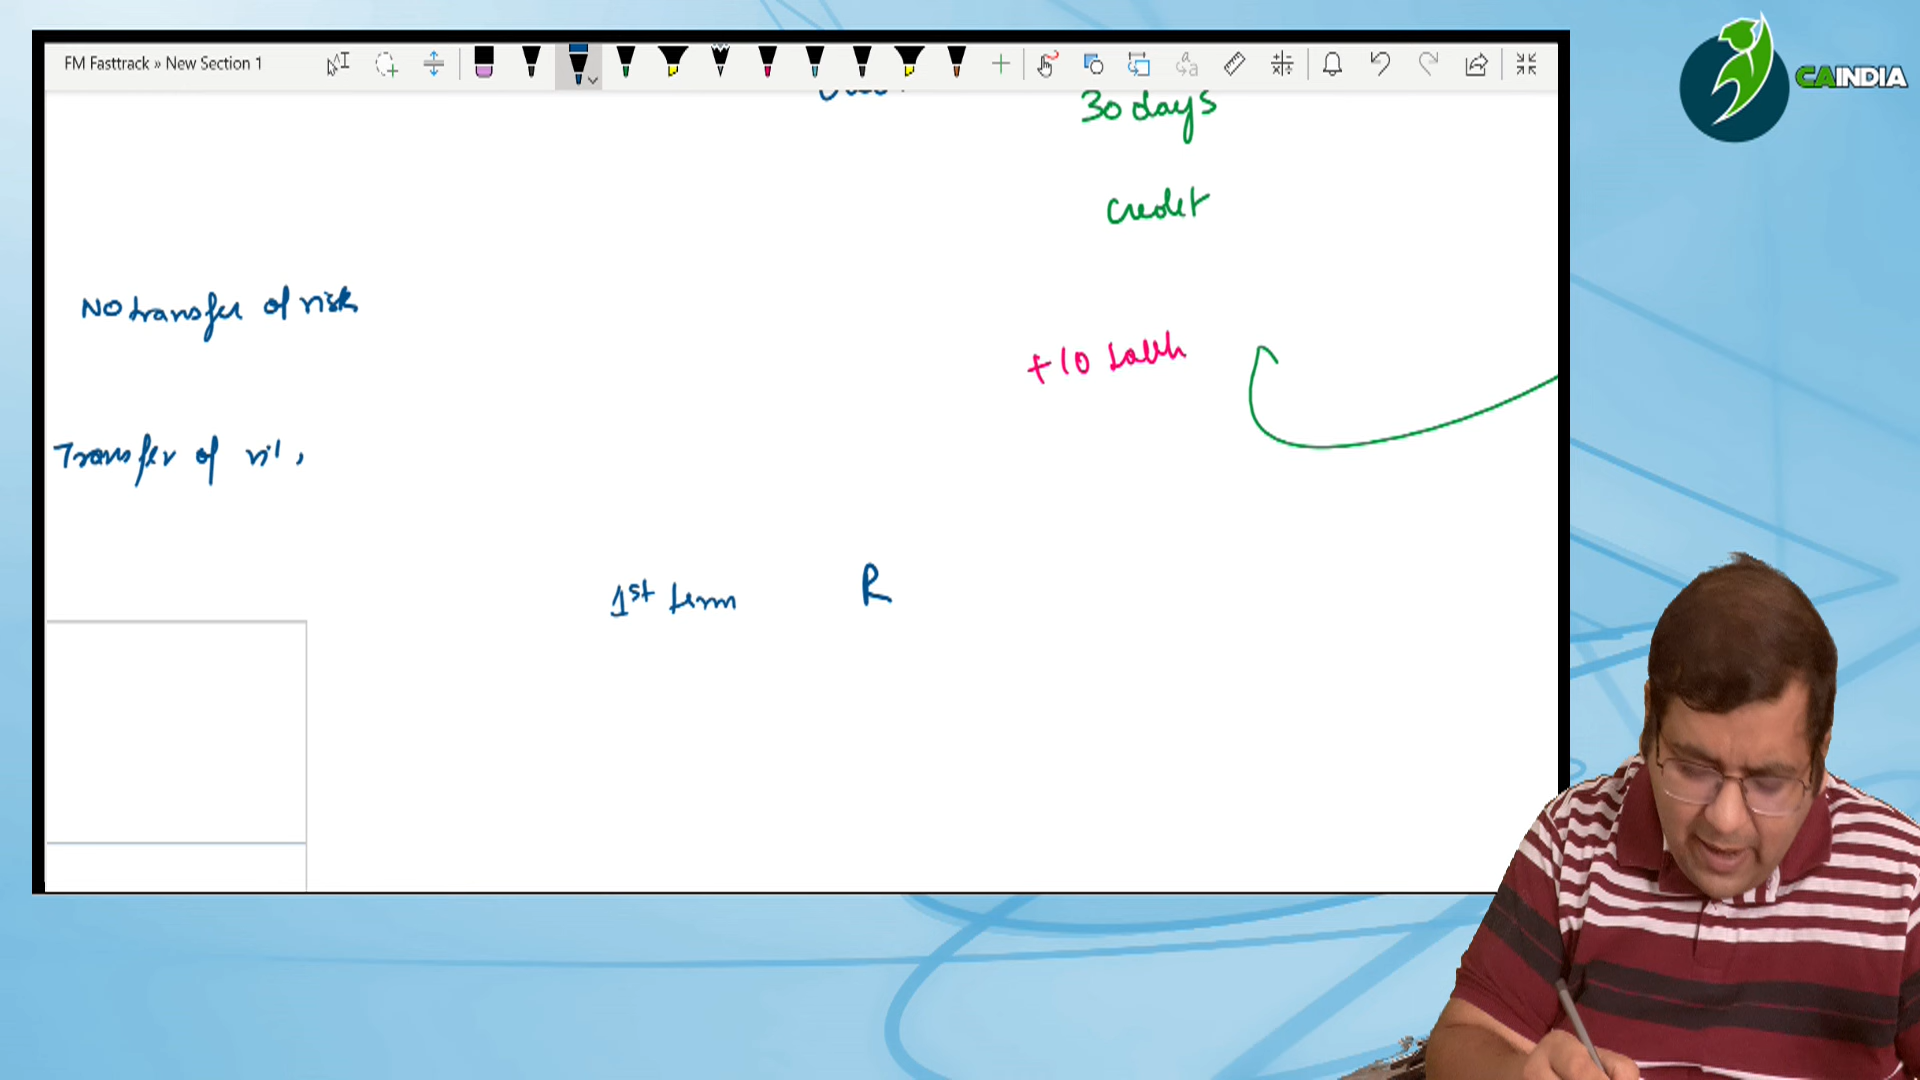 FM Fasttrack » New Section 1
CAINDIA
30 days
credit
No transfer of risk
+10 Lakh
Transfer of
1st term R